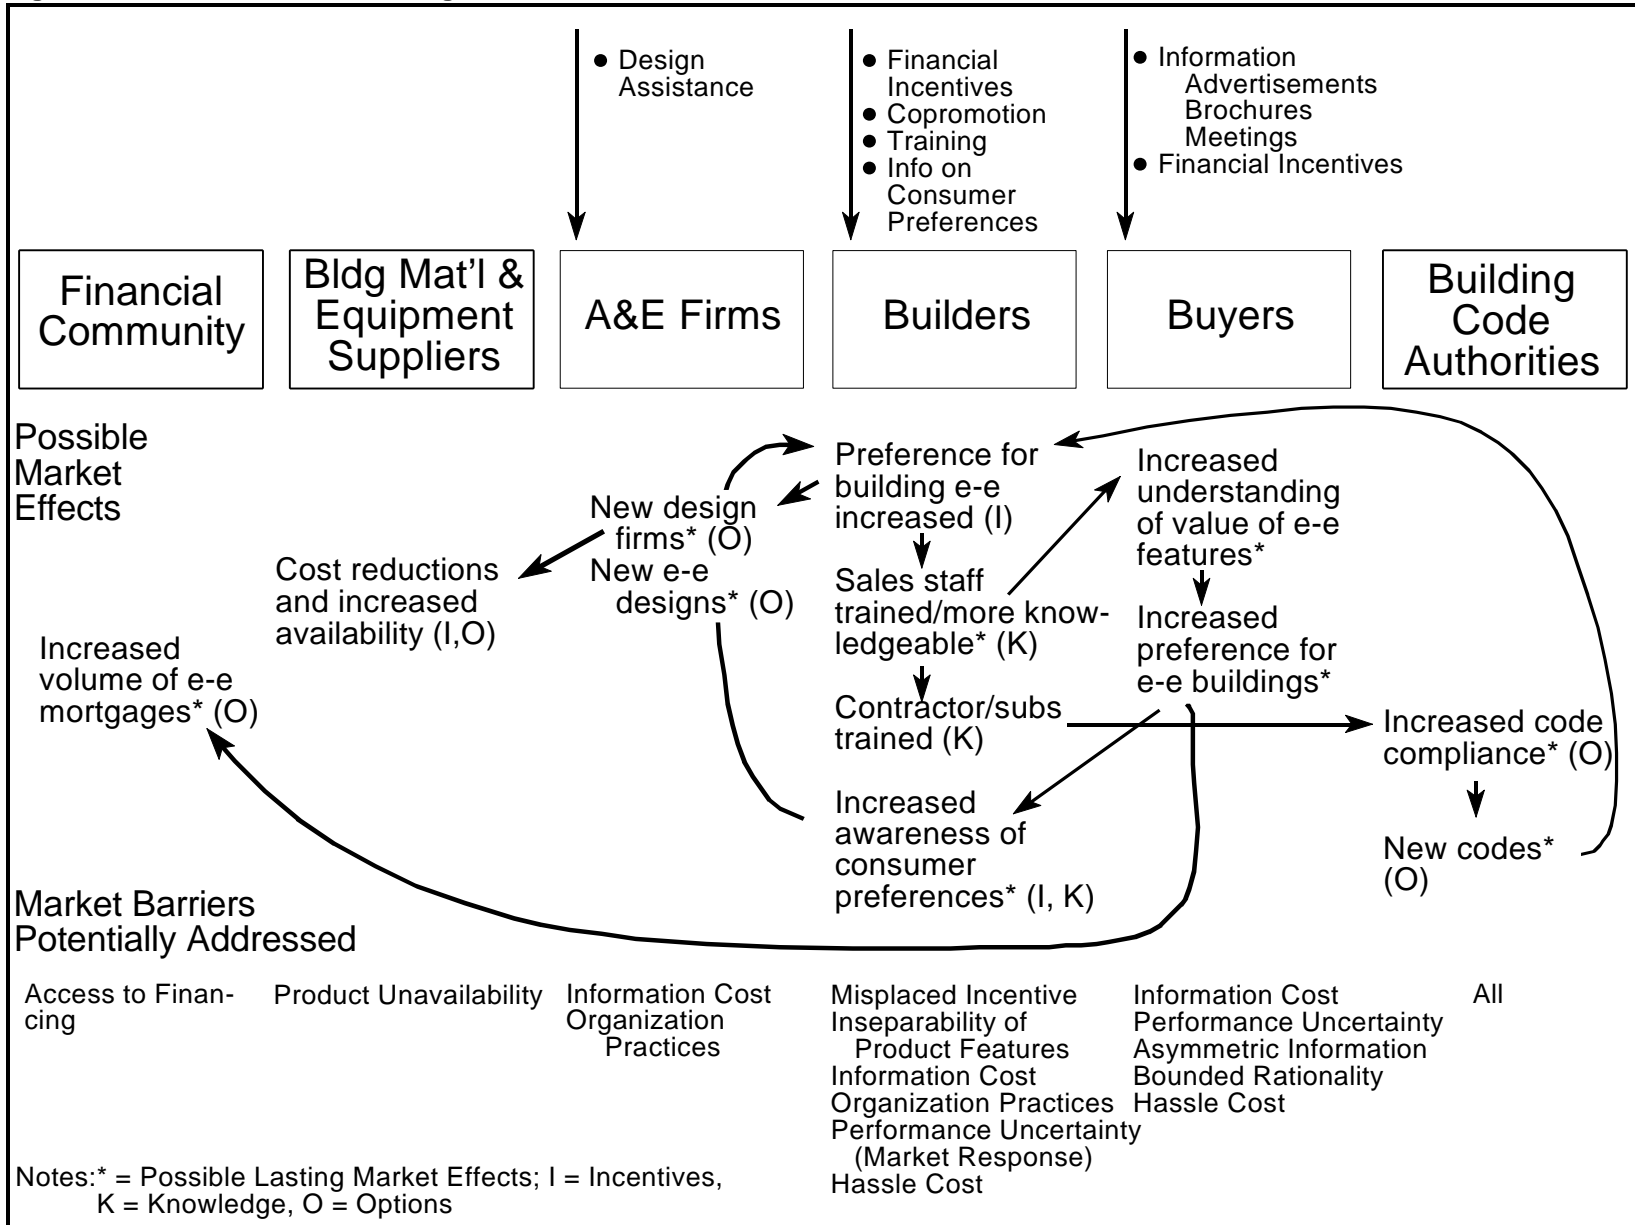 ● Design
Assistance
● Financial
Incentives
● Copromotion
● Training
● Info on
Consumer
Preferences
● Information
Advertisements
Brochures
Meetings
● Financial Incentives
Financial
Community
Bldg Mat'l &
Equipment
Suppliers
A&E Firms
Builders
Buyers
Building
Code
Authorities
Possible
Market
Effects
Increased
volume of e-e
mortgages* (O)
Cost reductions
and increased
availability (I,O)
New design
firms* (O)
New e-e
designs* (O)
Preference for
building e-e
increased (I)
Sales staff
trained/more know-
ledgeable* (K)
Contractor/subs
trained (K)
Increased
awareness of
consumer
preferences* (I, K)
Increased
understanding
of value of e-e
features*
Increased
preference for
e-e buildings*
Increased code
compliance* (O)
New codes*
(O)
Market Barriers
Potentially Addressed
Access to Finan-
cing
Product Unavailability
Information Cost
Organization
Practices
Misplaced Incentive
Inseparability of
Product Features
Information Cost
Organization Practices
Performance Uncertainty
(Market Response)
Hassle Cost
Information Cost
Performance Uncertainty
Asymmetric Information
Bounded Rationality
Hassle Cost
All
Notes:* = Possible Lasting Market Effects; I = Incentives,
K = Knowledge, O = Options